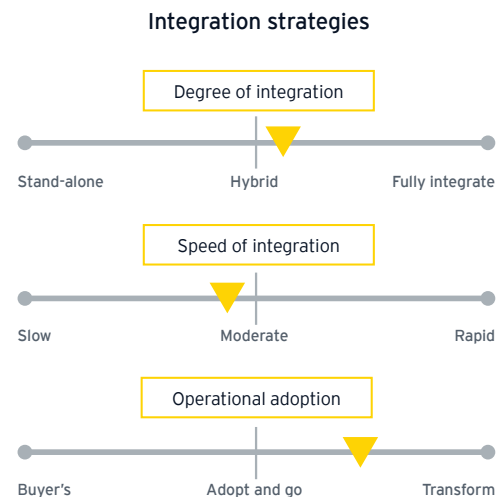 Integration strategies
Degree of integration
Stand-alone Hybrid Fully integrate
Speed of integration
Slow Moderate Rapid
Operational adoption
Buyer's Adopt and go Transform